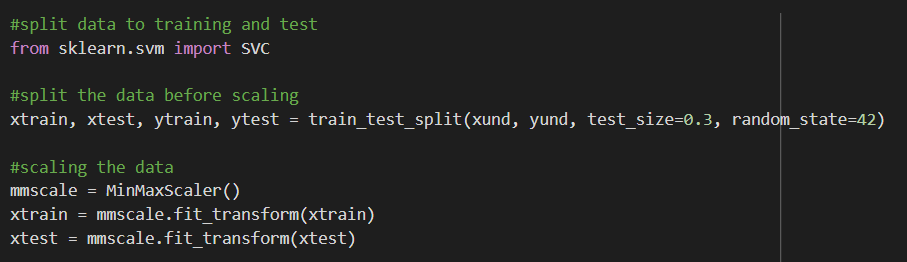 #split data to training and test
from sklearn.svm import SVC
#split the data before scaling
xtrain, xtest, ytrain, ytest = train_test_split(xund, yund, test_size=0.3, random_state=42)
#scaling the data
mmscale = MinMaxScaler()
xtrain = mmscale.fit_transform(xtrain)
xtest = mmscale.fit_transform(xtest)